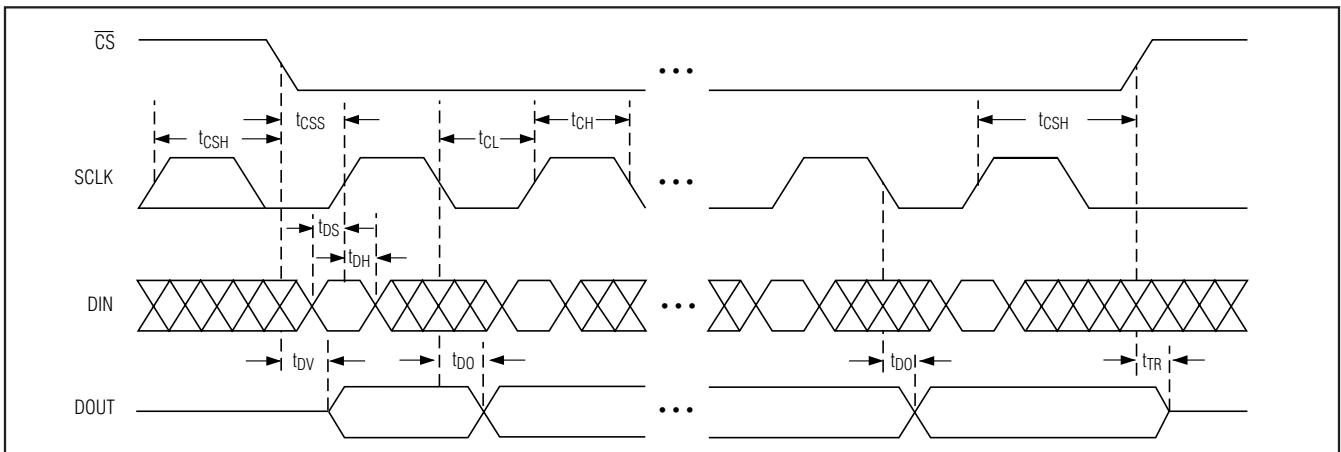 CS
tCSS
tCSH
tCL
tCH
tCSH
SCLK
tDS
tDH
DIN
tDV
tDO
tDO
tTR
DOUT